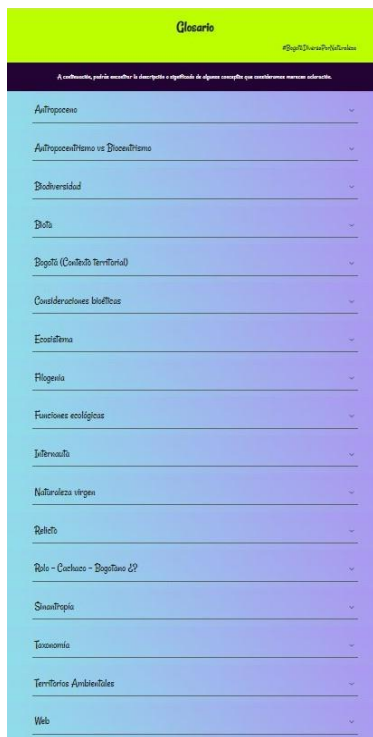 Glosario
#BogotáDiversaPorNaturaleza
A continuación, podrás encontrar la descripción o significado de algunos conceptos que consideramos merecen aclaración.
Antropoceno
Antropocentrismo vs Biocentrismo
Biodiversidad
Biota
Bogotá (Contexto territorial)
Consideraciones bioéticas
Ecosistema
Filogenia
Funciones ecológicas
Internauta
Naturaleza virgen
Relicto
Rolo - Cachaco - Bogotano ¿?
Sinantropía
Taxonomía
Territorios Ambientales
Web